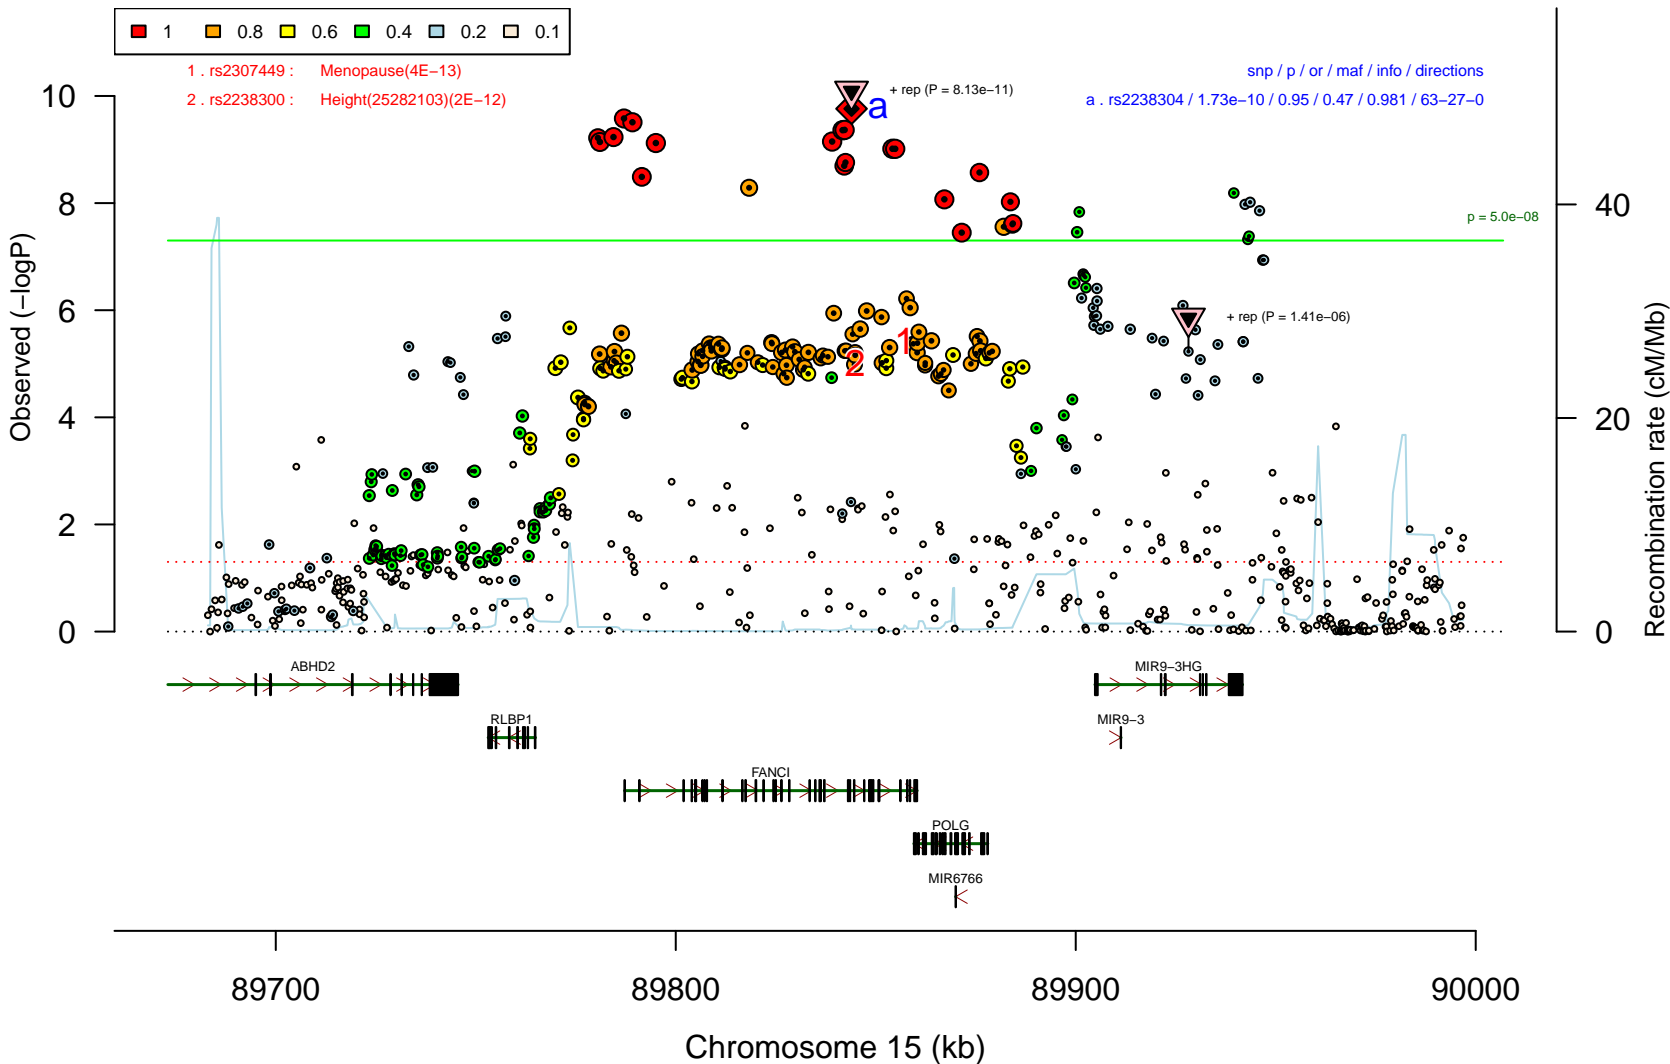 1 0.8 0.6 0.4 0.2 0.1
1 . rs2307449 : Menopause(4E−13)
2 . rs2238300 : Height(25282103)(2E−12)
snp / p / or / maf / info / directions
a . rs2238304 / 1.73e−10 / 0.95 / 0.47 / 0.981 / 63−27−0
+ rep (P = 8.13e−11)
a
p = 5.0e−08
+ rep (P = 1.41e−06)
1
2
Observed (−logP)
10
8
6
4
2
0
Recombination rate (cM/Mb)
40
20
0
ABHD2
MIR9−3HG
RLBP1
MIR9−3
FANCI
POLG
MIR6766
89700 89800 89900 90000
Chromosome 15 (kb)